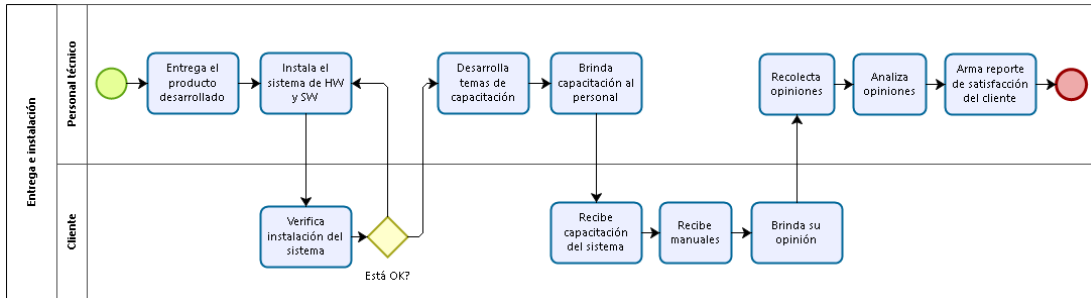 Entrega e instalación
Personal técnico
Entrega el
producto
desarrollado
Instala el
sistema de HW
y SW
Desarrolla
temas de
capacitación
Brinda
capacitación al
personal
Recolecta
opiniones
Analiza
opiniones
Arma reporte
de satisfacción
del cliente
Cliente
Verifica
instalación del
sistema
Está OK?
Recibe
capacitación
del sistema
Recibe
manuales
Brinda su
opinión